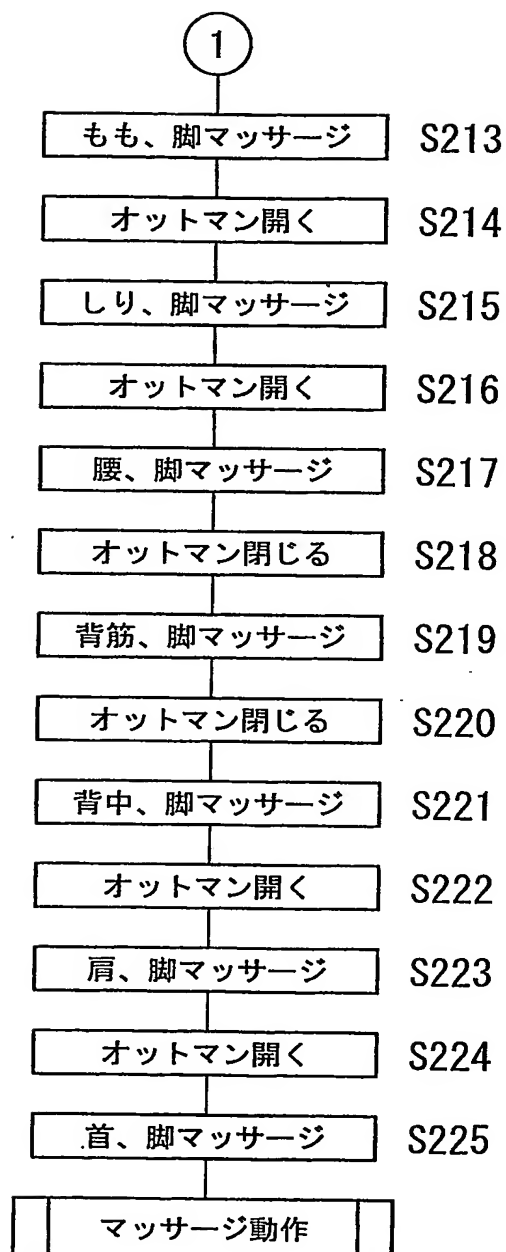 1
もも、脚マッサージ S213
オットマン開く S214
しり、脚マッサージ S215
オットマン開く S216
腰、脚マッサージ S217
オットマン閉じる S218
背筋、脚マッサージ S219
オットマン閉じる S220
背中、脚マッサージ S221
オットマン開く S222
肩、脚マッサージ S223
オットマン開く S224
首、脚マッサージ S225
マッサージ動作